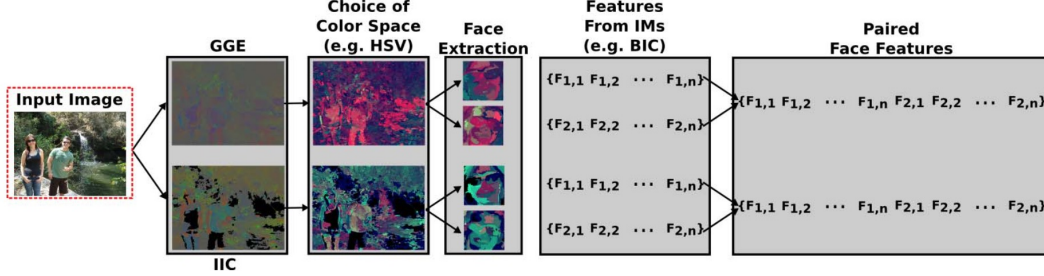 Input Image
GGE
IIC
Choice of
Color Space
(e.g. HSV)
Face
Extraction
Features
From IMs
(e.g. BIC)
{F1,1 F1,2 ··· F1,n}
{F2,1 F2,2 ··· F2,n}
{F1,1 F1,2 ··· F1,n}
{F2,1 F2,2 ··· F2,n}
Paired
Face Features
{F1,1 F1,2 ··· F1,n F2,1 F2,2 ··· F2,n}
{F1,1 F1,2 ··· F1,n F2,1 F2,2 ··· F2,n}